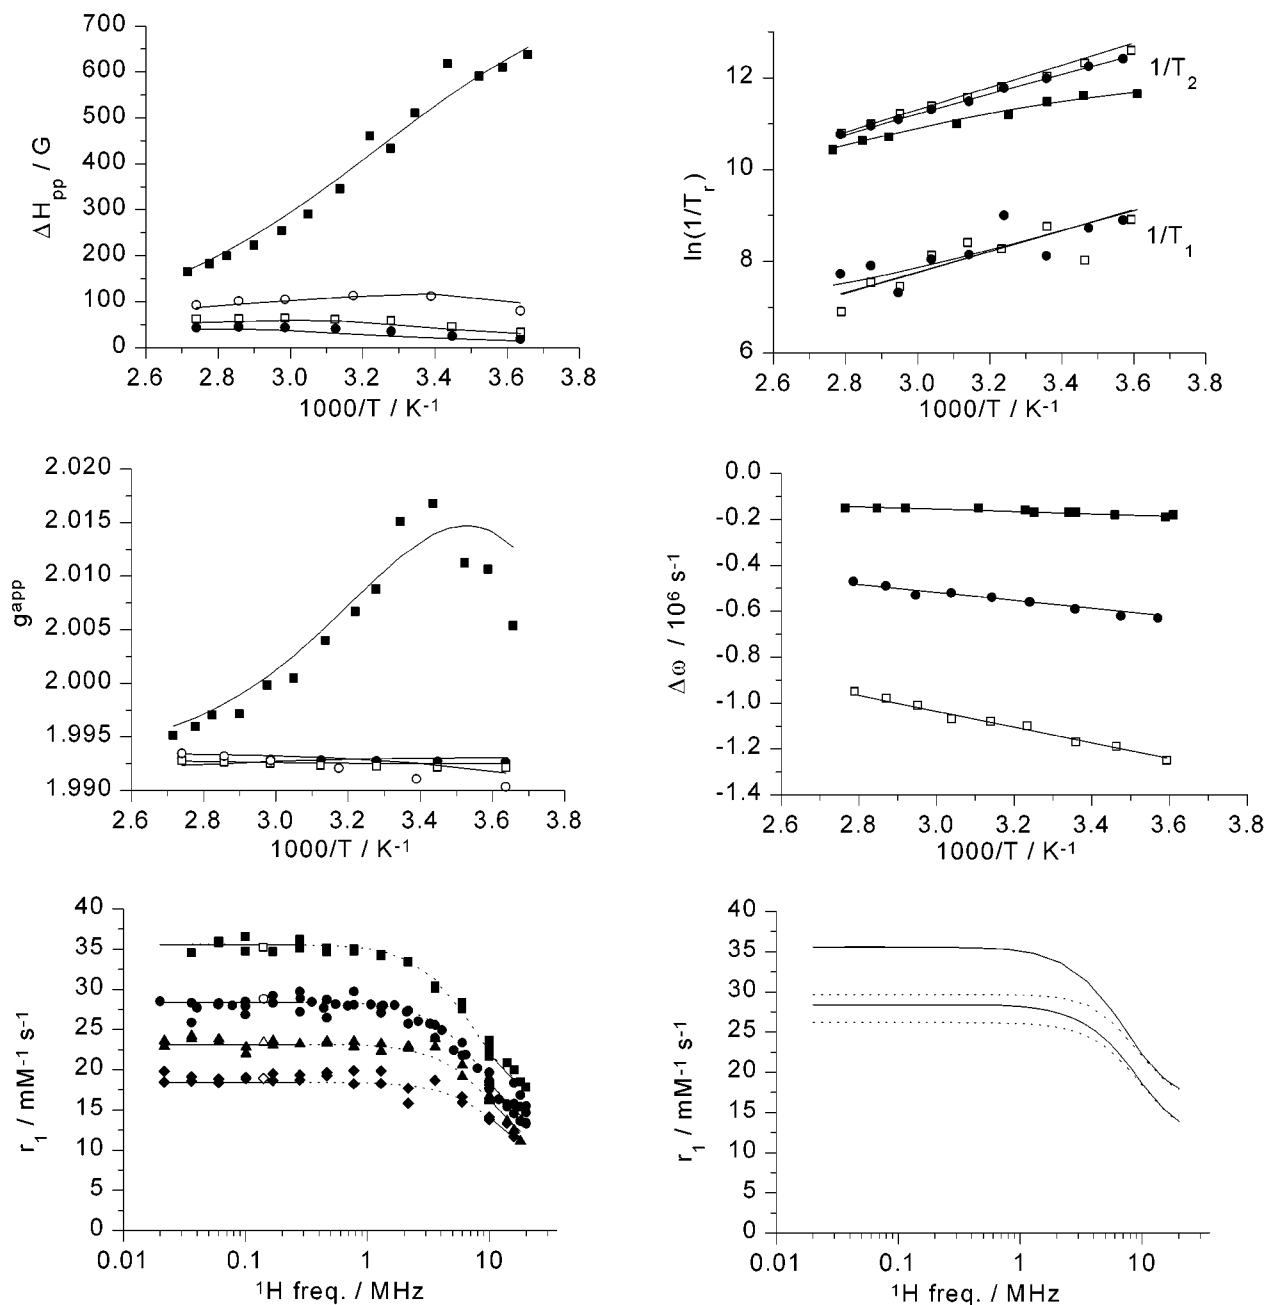 700
600
500
400
300
200
100
0
ΔH_pp / G
2.6 2.8 3.0 3.2 3.4 3.6 3.8
1000/T / K⁻¹
12
10
8
6
ln(1/T_r)
1/T₂
1/T₁
2.6 2.8 3.0 3.2 3.4 3.6 3.8
1000/T / K⁻¹
2.020
2.015
2.010
2.005
2.000
1.995
1.990
g^app
2.6 2.8 3.0 3.2 3.4 3.6 3.8
1000/T / K⁻¹
0.0
-0.2
-0.4
-0.6
-0.8
-1.0
-1.2
-1.4
Δω / 10⁶ s⁻¹
2.6 2.8 3.0 3.2 3.4 3.6 3.8
1000/T / K⁻¹
40
35
30
25
20
15
10
5
0
r₁ / mM⁻¹ s⁻¹
0.01 0.1 1 10
¹H freq. / MHz
40
35
30
25
20
15
10
5
0
r₁ / mM⁻¹ s⁻¹
0.01 0.1 1 10
¹H freq. / MHz